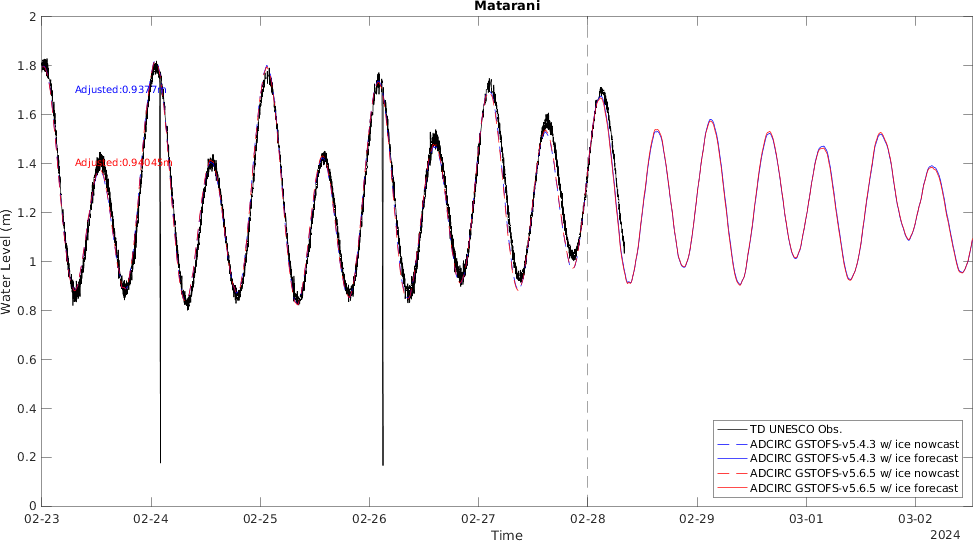 Matarani
2
1.8
1.6
1.4
1.2
1
0.8
0.6
0.4
0.2
0
Water Level (m)
Adjusted:0.9377m
Adjusted:0.94045m
TD UNESCO Obs.
ADCIRC GSTOFS-v5.4.3 w/ ice nowcast
ADCIRC GSTOFS-v5.4.3 w/ ice forecast
ADCIRC GSTOFS-v5.6.5 w/ ice nowcast
ADCIRC GSTOFS-v5.6.5 w/ ice forecast
02-23 02-24 02-25 02-26 02-27 02-28 02-29 03-01 03-02
Time
2024